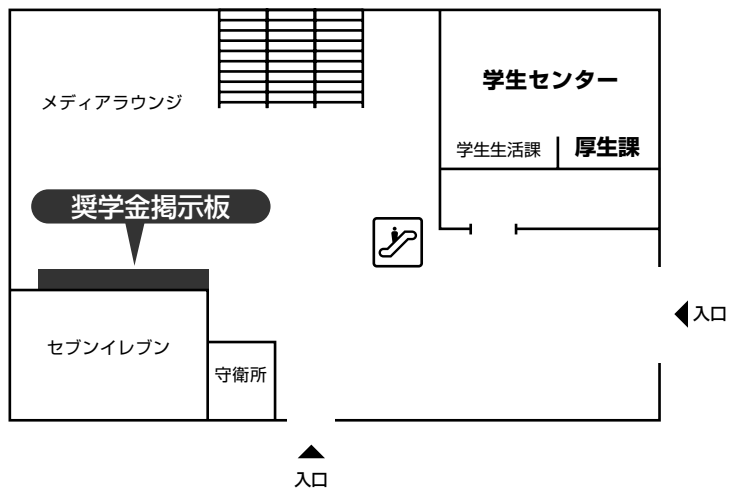 学生センター
メディアラウンジ
学生生活課
厚生課
奨学金掲示板
入口
セブンイレブン
守衛所
入口